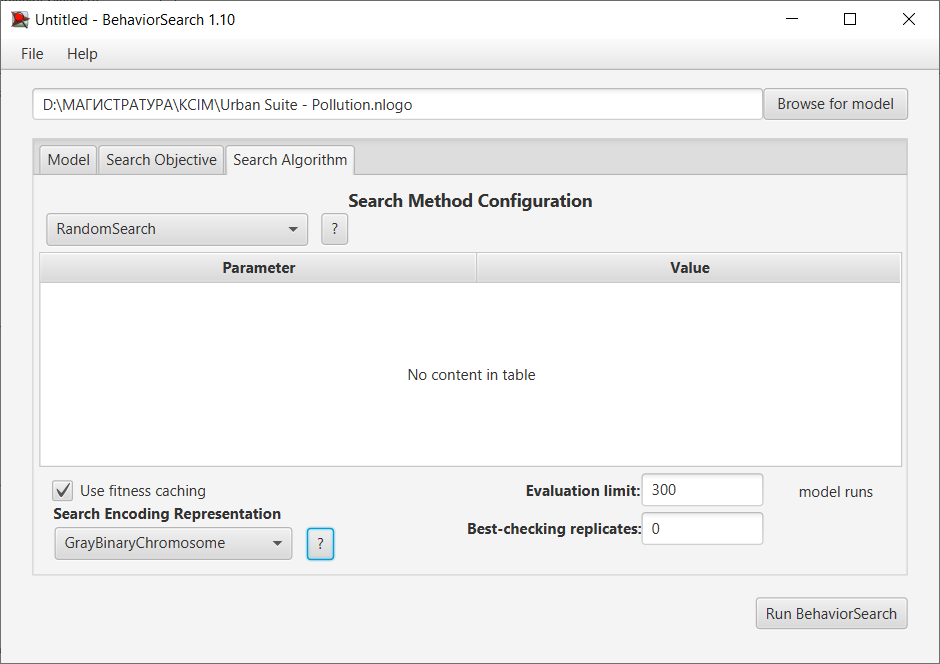 Untitled - BehaviorSearch 1.10
File Help
D:\МАГИСТРАТУРА\KCIM\Urban Suite - Pollution.nlogo Browse for model
Model Search Objective Search Algorithm
Search Method Configuration
RandomSearch ?
Parameter Value
No content in table
Use fitness caching Evaluation limit: 300 model runs
Search Encoding Representation
Best-checking replicates: 0
GrayBinaryChromosome ?
Run BehaviorSearch